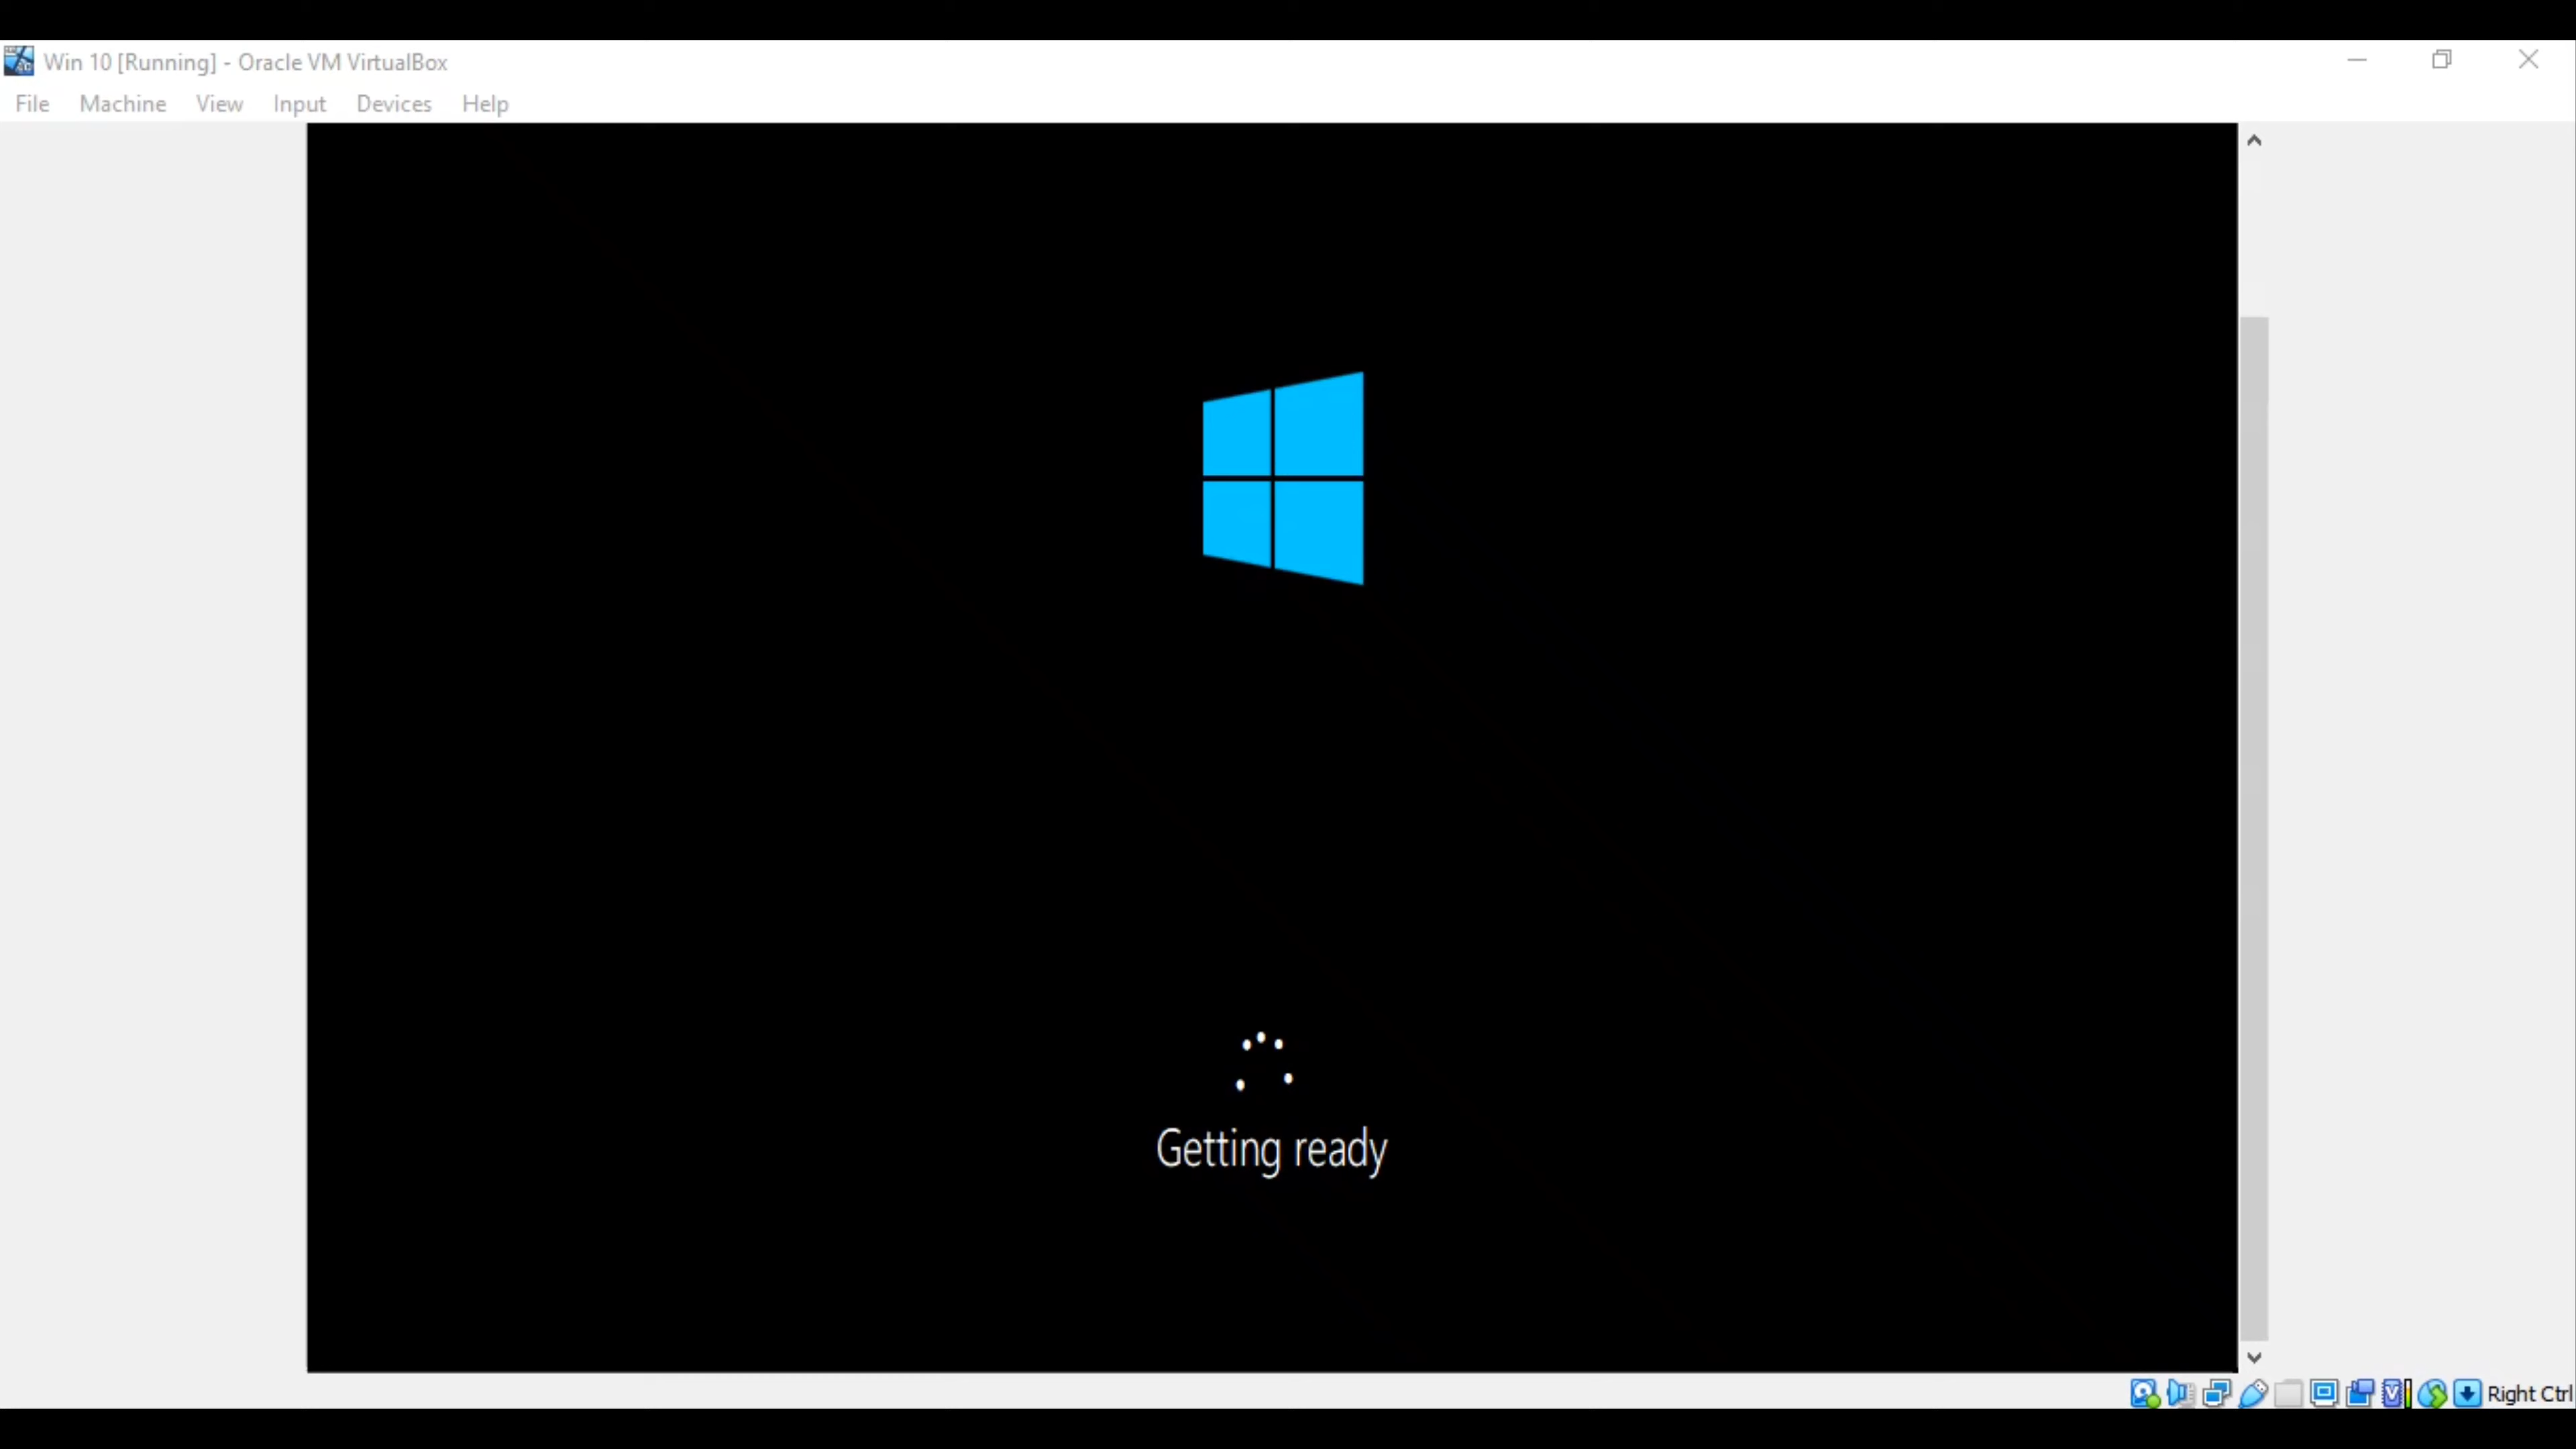 Win 10 [Running] - Oracle VM VirtualBox
File Machine View Input Devices Help
Getting ready
Right Ctrl